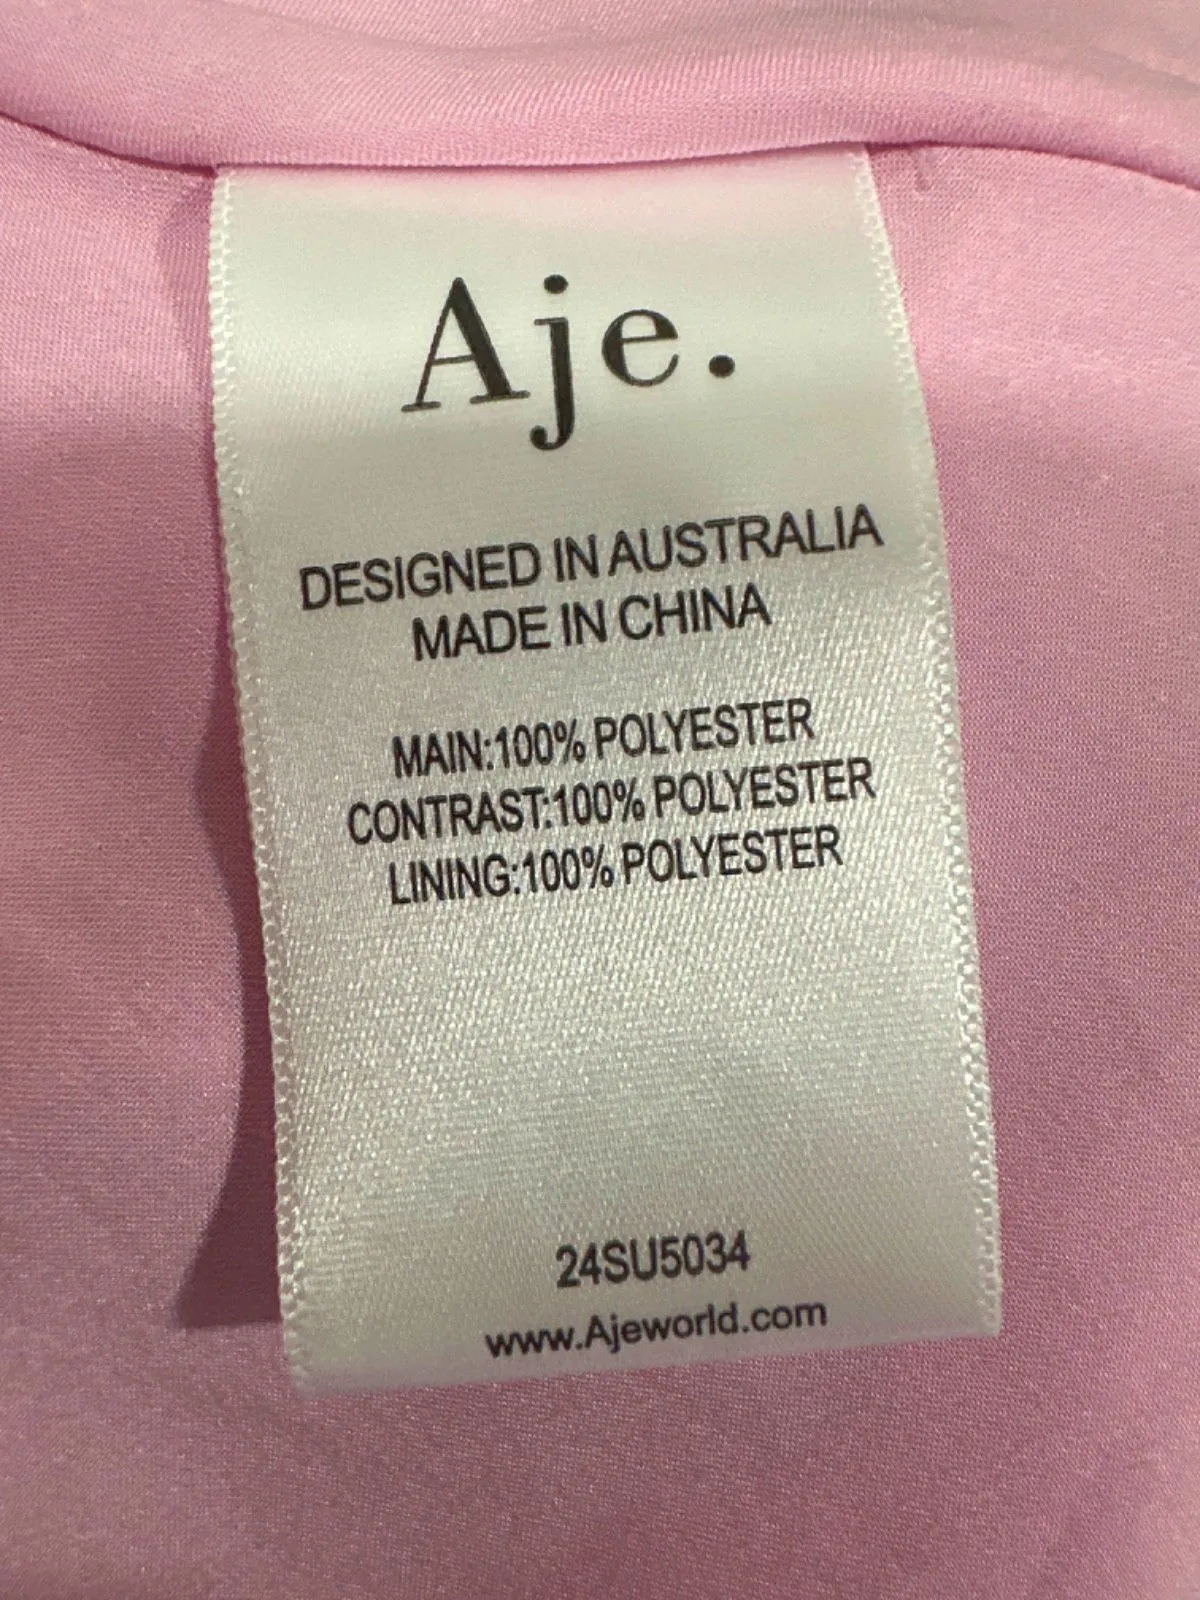 Aje.
DESIGNED IN AUSTRALIA
MADE IN CHINA
MAIN:100% POLYESTER
CONTRAST:100% POLYESTER
LINING:100% POLYESTER
24SU5034
www.Ajeworld.com